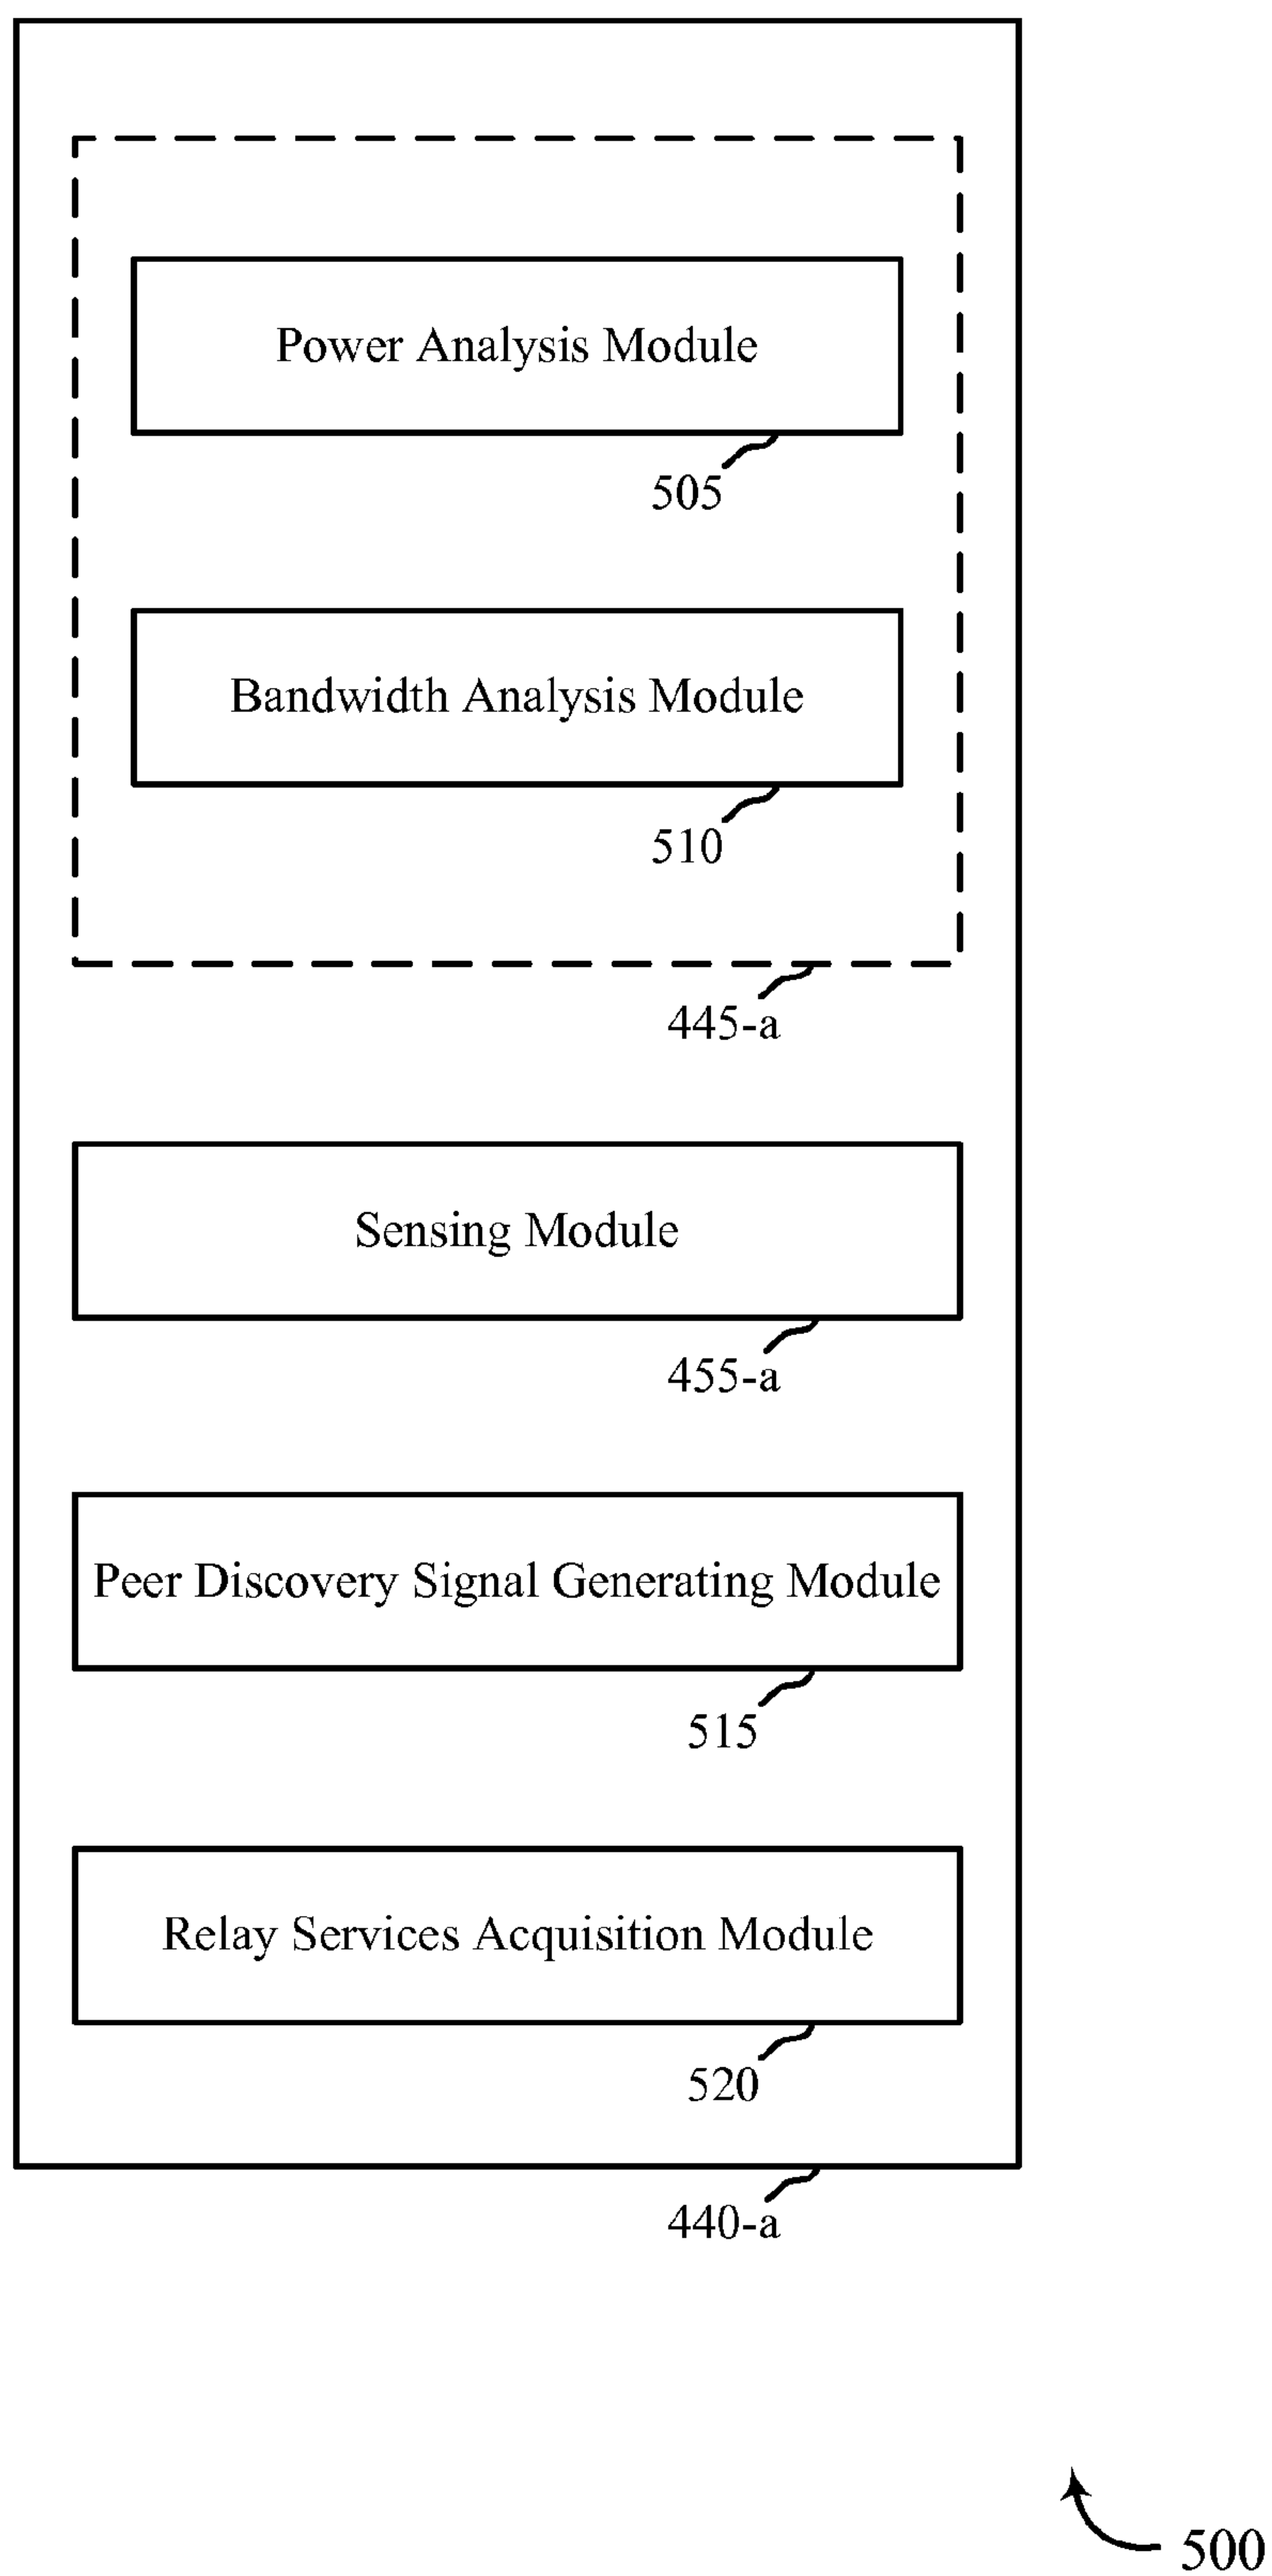 Power Analysis Module
505
Bandwidth Analysis Module
510
445-a
Sensing Module
455-a
Peer Discovery Signal Generating Module
515
Relay Services Acquisition Module
520
440-a
500